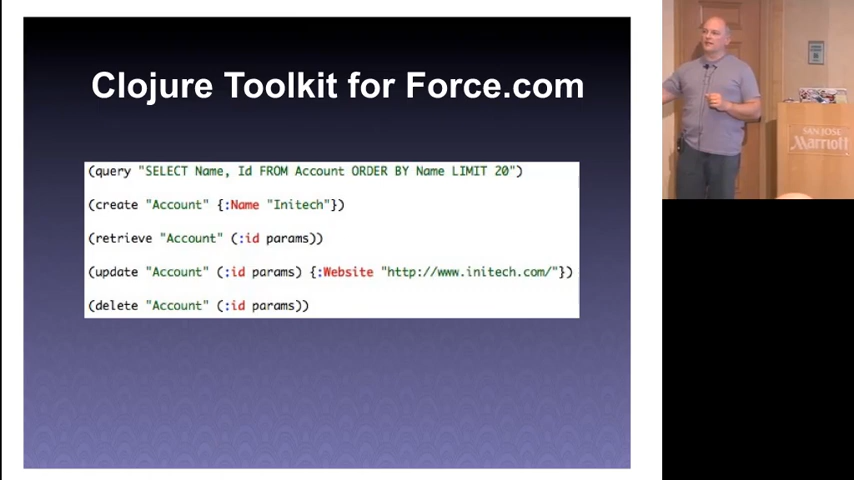 Clojure Toolkit for Force.com
(query "SELECT Name, Id FROM Account ORDER BY Name LIMIT 20")
(create "Account" {:Name "Initech"})
(retrieve "Account" (:id params))
(update "Account" (:id params) {:Website "http://www.initech.com/"})
(delete "Account" (:id params))
SAN JOSE
Marriott